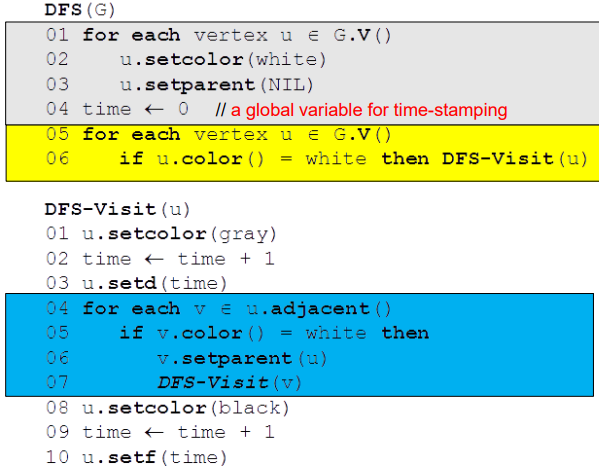 DFS(G)
01 for each vertex u ∈ G.V()
02 u.setcolor(white)
03 u.setparent(NIL)
04 time ← 0 // a global variable for time-stamping
05 for each vertex u ∈ G.V()
06 if u.color() = white then DFS-Visit(u)
DFS-Visit(u)
01 u.setcolor(gray)
02 time ← time + 1
03 u.setd(time)
04 for each v ∈ u.adjacent()
05 if v.color() = white then
06 v.setparent(u)
07 DFS-Visit(v)
08 u.setcolor(black)
09 time ← time + 1
10 u.setf(time)